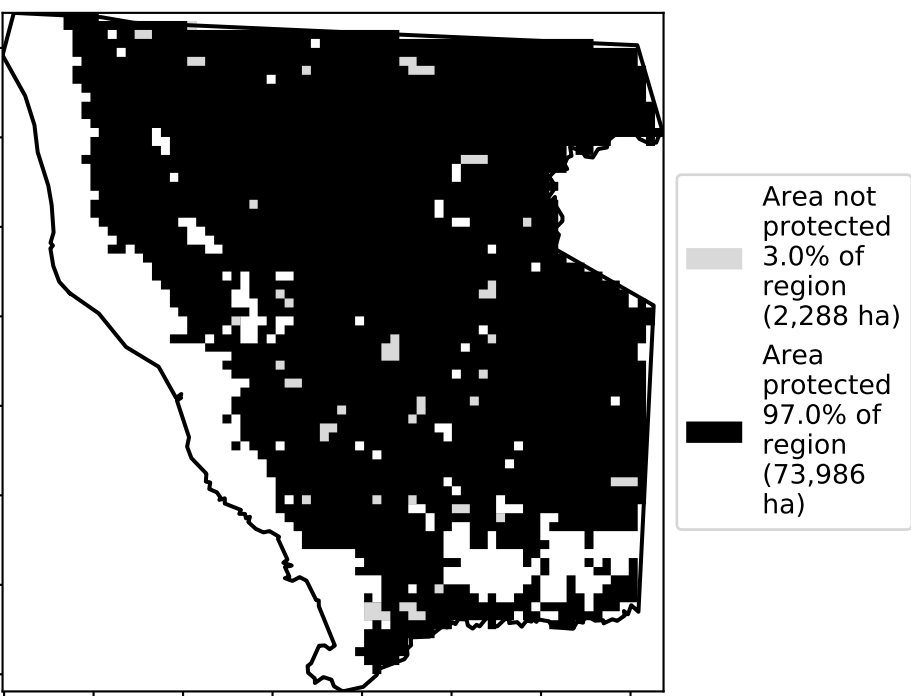 Area not
protected
3.0% of
region
(2,288 ha)
Area
protected
97.0% of
region
(73,986
ha)